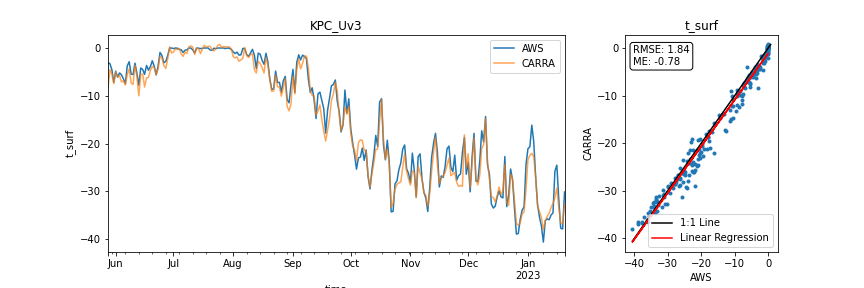 KPC_Uv3
t_surf
0
−10
−20
−30
−40
AWS
CARRA
Jun
Jul
Aug
Sep
Oct
Nov
Dec
Jan
2023
time
t_surf
CARRA
0
−10
−20
−30
−40
RMSE: 1.84
ME: -0.78
1:1 Line
Linear Regression
−40
−30
−20
−10
0
AWS